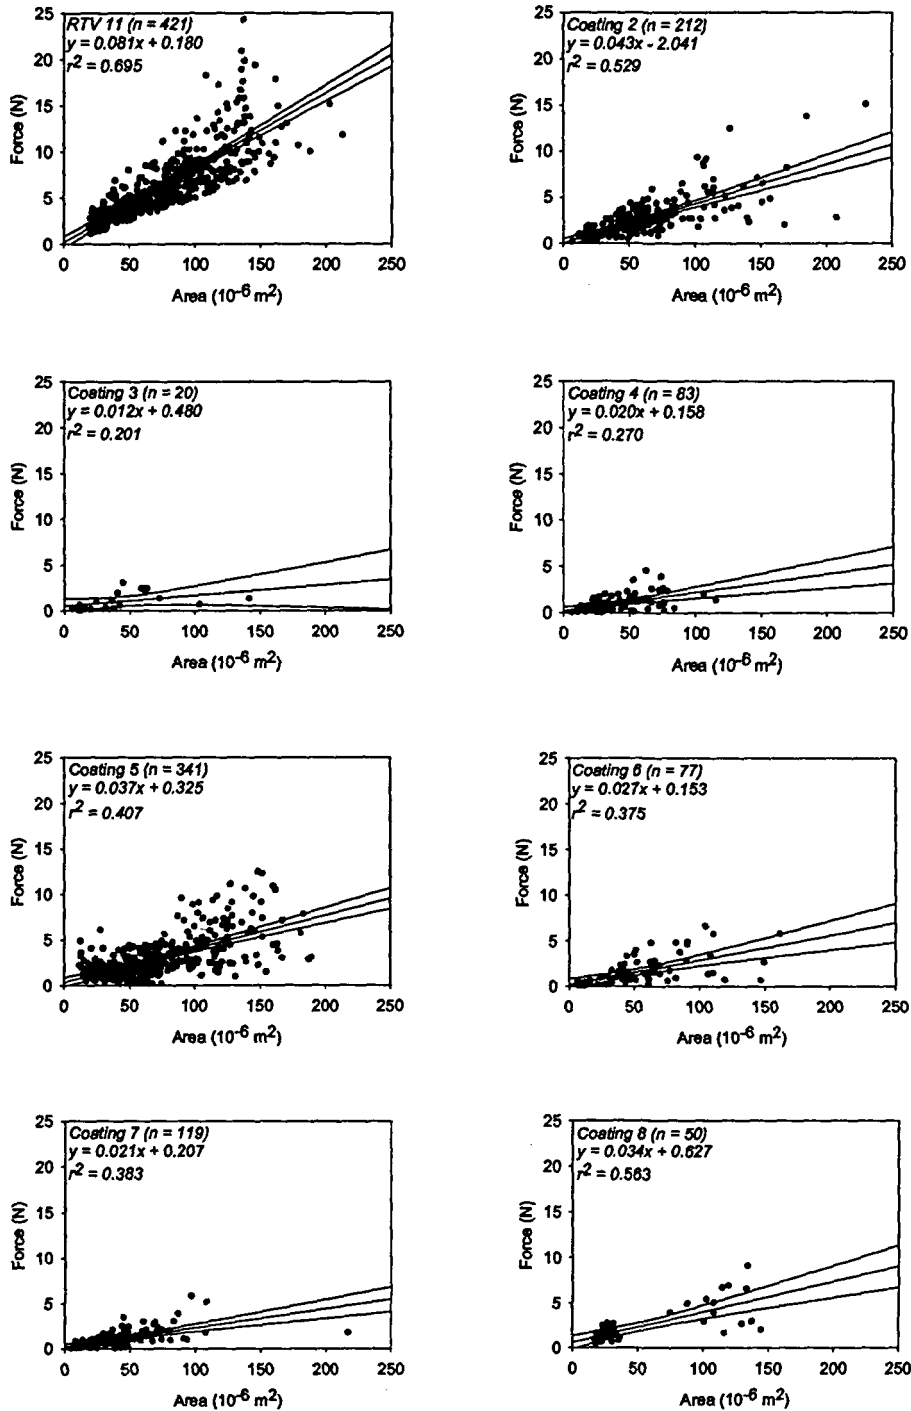 RTV 11 (n = 421)
y = 0.081x + 0.180
r2 = 0.695
25
20
15
10
5
0
Force (N)
0 50 100 150 200 250
Area (10-6 m2)
Coating 2 (n = 212)
y = 0.043x - 2.041
r2 = 0.529
25
20
15
10
5
0
Force (N)
0 50 100 150 200 250
Area (10-6 m2)
Coating 3 (n = 20)
y = 0.012x + 0.480
r2 = 0.201
25
20
15
10
5
0
Force (N)
0 50 100 150 200 250
Area (10-6 m2)
Coating 4 (n = 83)
y = 0.020x + 0.158
r2 = 0.270
25
20
15
10
5
0
Force (N)
0 50 100 150 200 250
Area (10-6 m2)
Coating 5 (n = 341)
y = 0.037x + 0.325
r2 = 0.407
25
20
15
10
5
0
Force (N)
0 50 100 150 200 250
Area (10-6 m2)
Coating 6 (n = 77)
y = 0.027x + 0.153
r2 = 0.375
25
20
15
10
5
0
Force (N)
0 50 100 150 200 250
Area (10-6 m2)
Coating 7 (n = 119)
y = 0.021x + 0.207
r2 = 0.383
25
20
15
10
5
0
Force (N)
0 50 100 150 200 250
Area (10-6 m2)
Coating 8 (n = 50)
y = 0.034x + 0.627
r2 = 0.563
25
20
15
10
5
0
Force (N)
0 50 100 150 200 250
Area (10-6 m2)